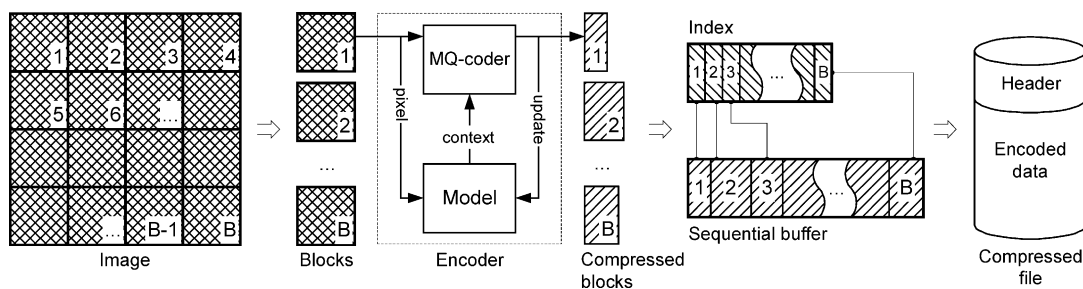 1 2 3 4
5 6 ...
... B-1 B
Image
1
2
...
B
Blocks
MQ-coder
pixel
context
update
Model
Encoder
1
2
...
B
Compressed
blocks
Index
1 2 3 ... B
1 2 3 ... B
Sequential buffer
Header
Encoded
data
Compressed
file